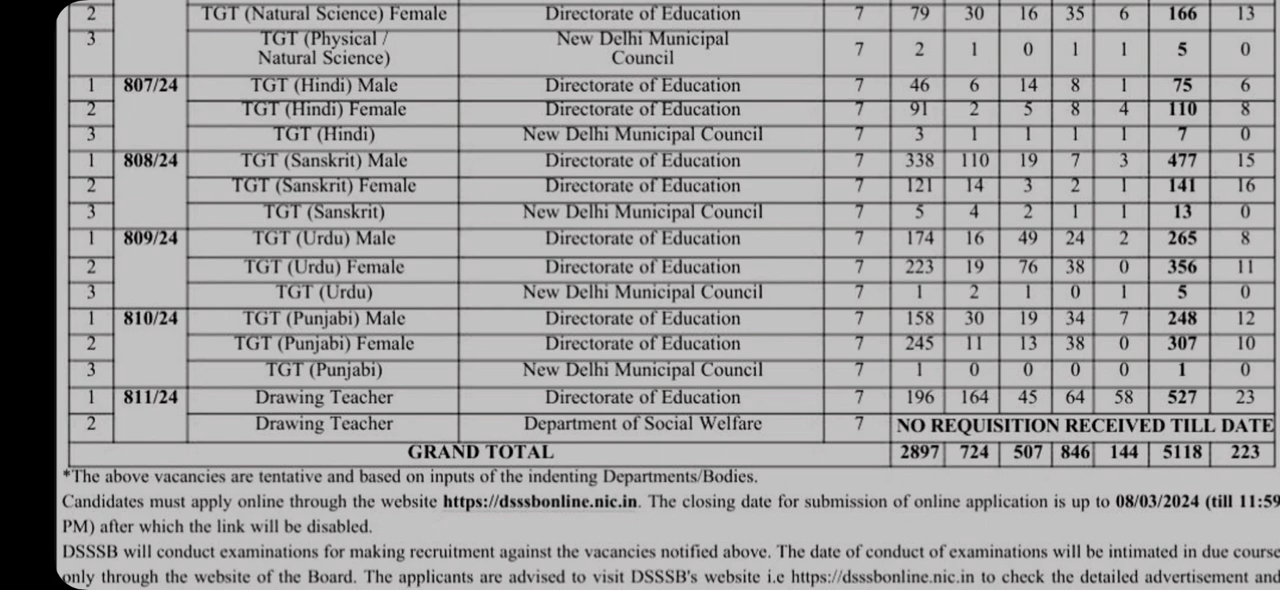 2 TGT (Natural Science) Female Directorate of Education 7 79 30 16 35 6 166 13
3 TGT (Physical / Natural Science) New Delhi Municipal Council 7 2 1 0 1 1 5 0
1 807/24 TGT (Hindi) Male Directorate of Education 7 46 6 14 8 1 75 6
2 TGT (Hindi) Female Directorate of Education 7 91 2 5 8 4 110 8
3 TGT (Hindi) New Delhi Municipal Council 7 3 1 1 1 1 7 0
1 808/24 TGT (Sanskrit) Male Directorate of Education 7 338 110 19 7 3 477 15
2 TGT (Sanskrit) Female Directorate of Education 7 121 14 3 2 1 141 16
3 TGT (Sanskrit) New Delhi Municipal Council 7 5 4 2 1 1 13 0
1 809/24 TGT (Urdu) Male Directorate of Education 7 174 16 49 24 2 265 8
2 TGT (Urdu) Female Directorate of Education 7 223 19 76 38 0 356 11
3 TGT (Urdu) New Delhi Municipal Council 7 1 2 1 0 1 5 0
1 810/24 TGT (Punjabi) Male Directorate of Education 7 158 30 19 34 7 248 12
2 TGT (Punjabi) Female Directorate of Education 7 245 11 13 38 0 307 10
3 TGT (Punjabi) New Delhi Municipal Council 7 1 0 0 0 0 1 0
1 811/24 Drawing Teacher Directorate of Education 7 196 164 45 64 58 527 23
2 Drawing Teacher Department of Social Welfare 7 NO REQUISITION RECEIVED TILL DATE
GRAND TOTAL 2897 724 507 846 144 5118 223
*The above vacancies are tentative and based on inputs of the indenting Departments/Bodies.
Candidates must apply online through the website https://dsssbonline.nic.in. The closing date for submission of online application is up to 08/03/2024 (till 11:59
PM) after which the link will be disabled.
DSSSB will conduct examinations for making recruitment against the vacancies notified above. The date of conduct of examinations will be intimated in due course
only through the website of the Board. The applicants are advised to visit DSSSB's website i.e https://dsssbonline.nic.in to check the detailed advertisement and